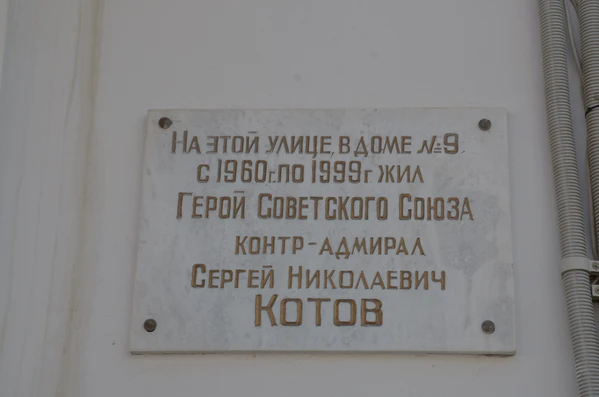 НА ЭТОЙ УЛИЦЕ, В ДОМЕ №9
С 1960г. ПО 1999г ЖИЛ
ГЕРОЙ СОВЕТСКОГО СОЮЗА
КОНТР-АДМИРАЛ
СЕРГЕЙ НИКОЛАЕВИЧ
КОТОВ